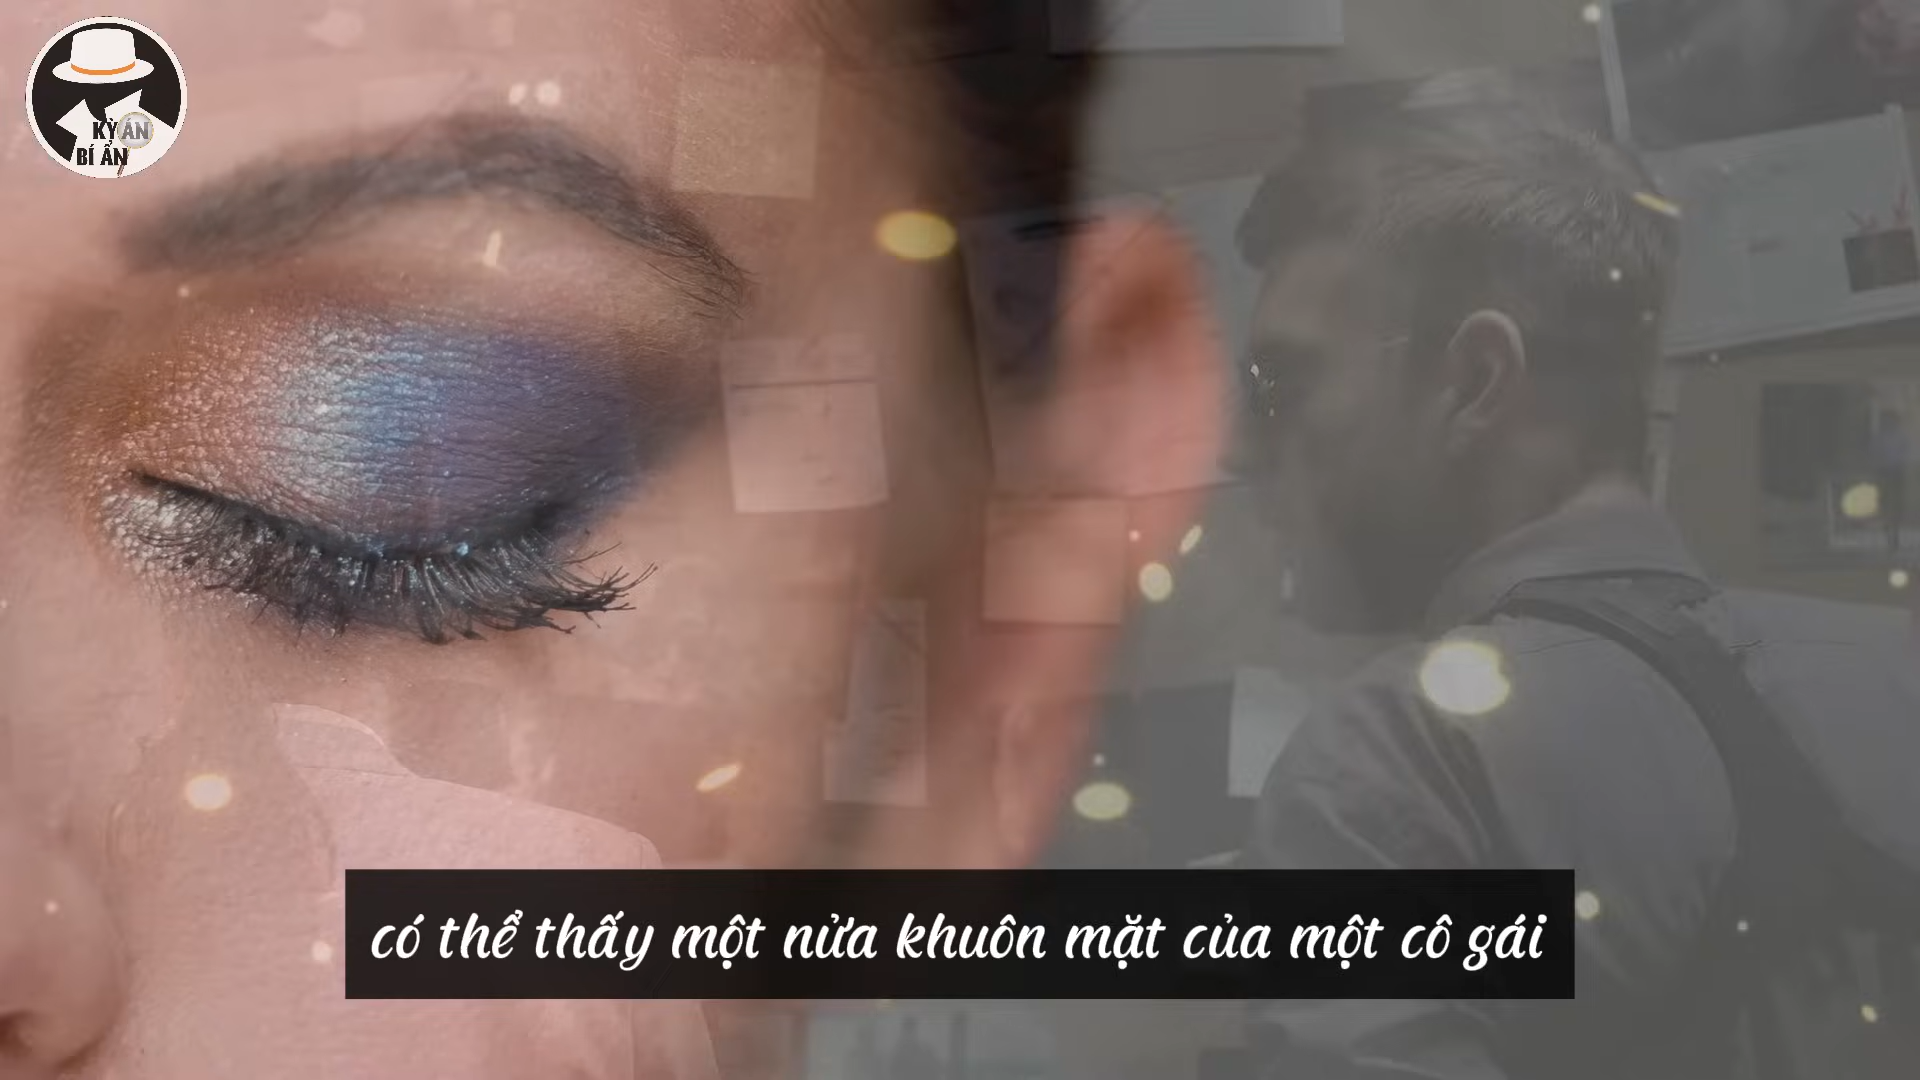 KỲ ÁN
BÍ ẨN
có thể thấy một nửa khuôn mặt của một cô gái